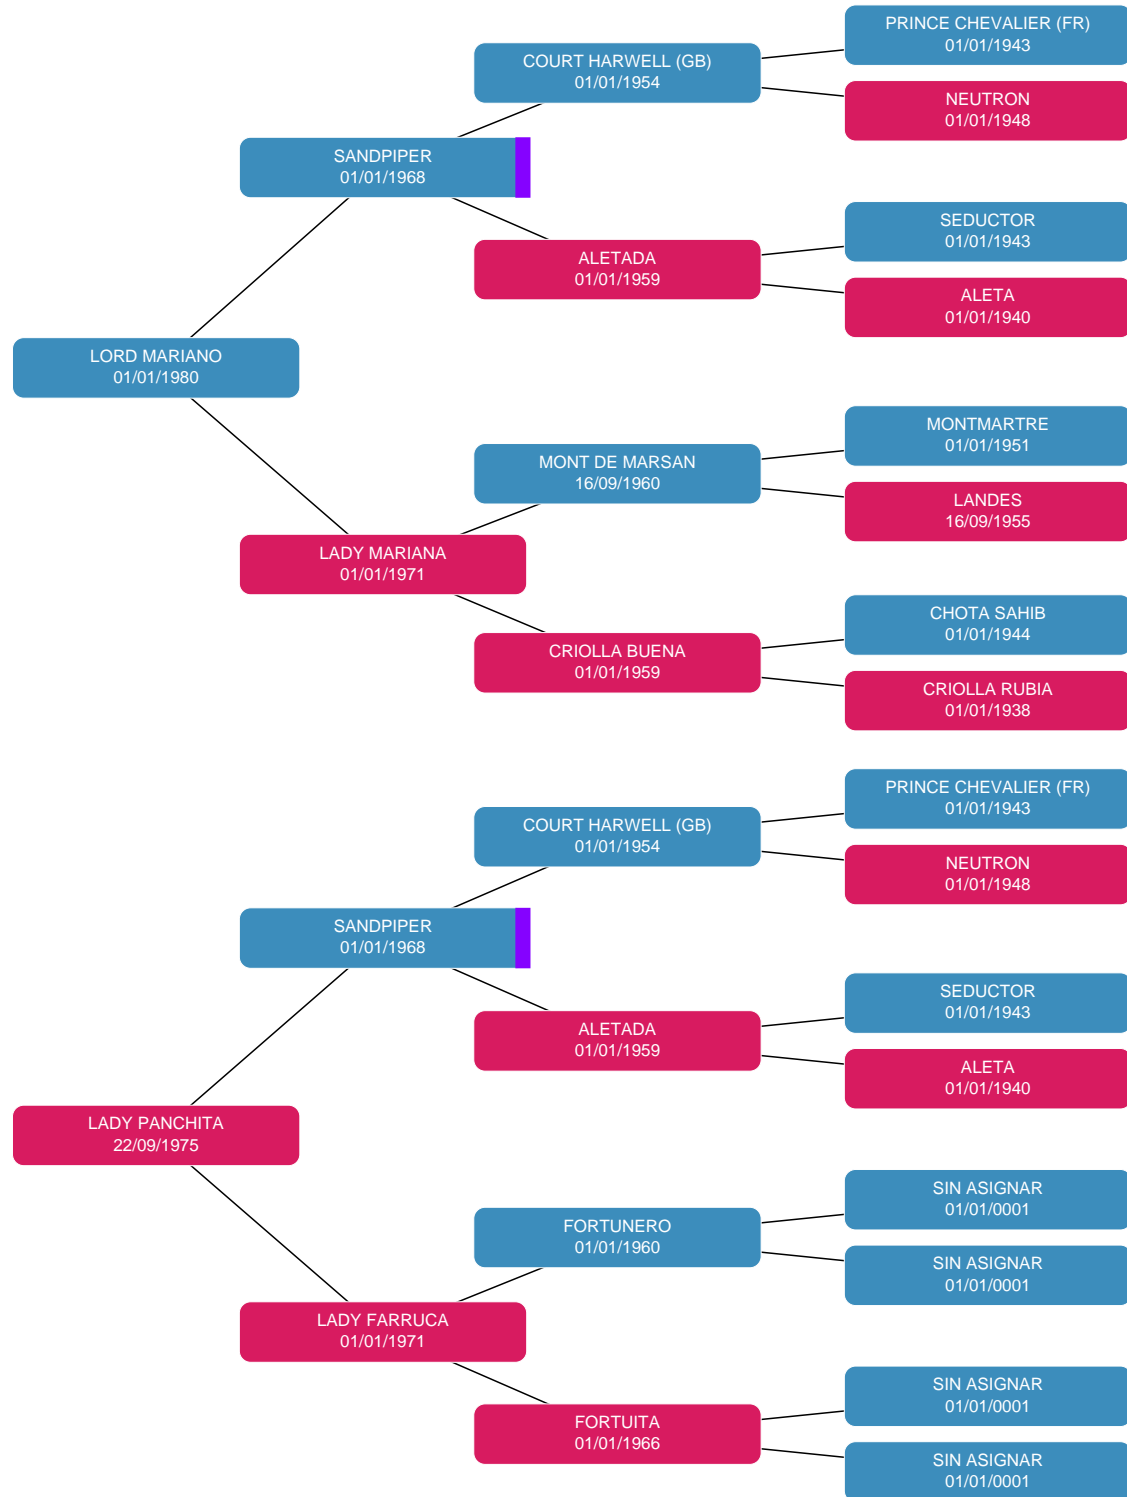 PRINCE CHEVALIER (FR)
01/01/1943
COURT HARWELL (GB)
01/01/1954
NEUTRON
01/01/1948
SANDPIPER
01/01/1968
SEDUCTOR
01/01/1943
ALETADA
01/01/1959
ALETA
01/01/1940
LORD MARIANO
01/01/1980
MONTMARTRE
01/01/1951
MONT DE MARSAN
16/09/1960
LANDES
16/09/1955
LADY MARIANA
01/01/1971
CHOTA SAHIB
01/01/1944
CRIOLLA BUENA
01/01/1959
CRIOLLA RUBIA
01/01/1938
PRINCE CHEVALIER (FR)
01/01/1943
COURT HARWELL (GB)
01/01/1954
NEUTRON
01/01/1948
SANDPIPER
01/01/1968
SEDUCTOR
01/01/1943
ALETADA
01/01/1959
ALETA
01/01/1940
LADY PANCHITA
22/09/1975
SIN ASIGNAR
01/01/0001
FORTUNERO
01/01/1960
SIN ASIGNAR
01/01/0001
LADY FARRUCA
01/01/1971
SIN ASIGNAR
01/01/0001
FORTUITA
01/01/1966
SIN ASIGNAR
01/01/0001